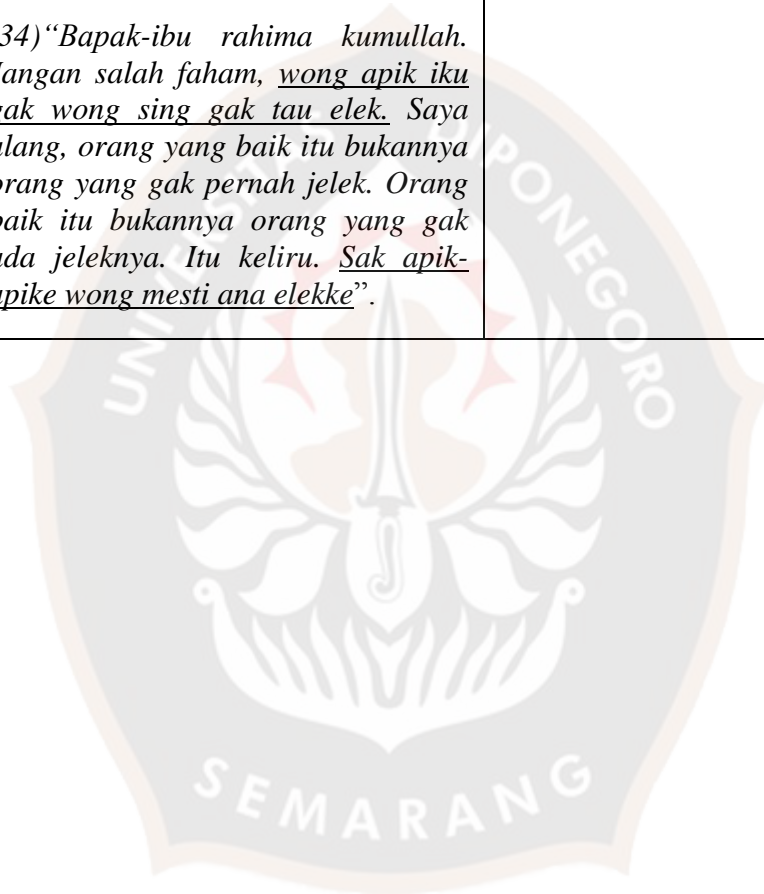 34)“Bapak-ibu rahima kumullah.
Jangan salah faham, wong apik iku
gak wong sing gak tau elek. Saya
ulang, orang yang baik itu bukannya
orang yang gak pernah jelek. Orang
baik itu bukannya orang yang gak
ada jeleknya. Itu keliru. Sak apik-
apike wong mesti ana elekke”.
UNIVERSITAS DIPONEGORO
SEMARANG